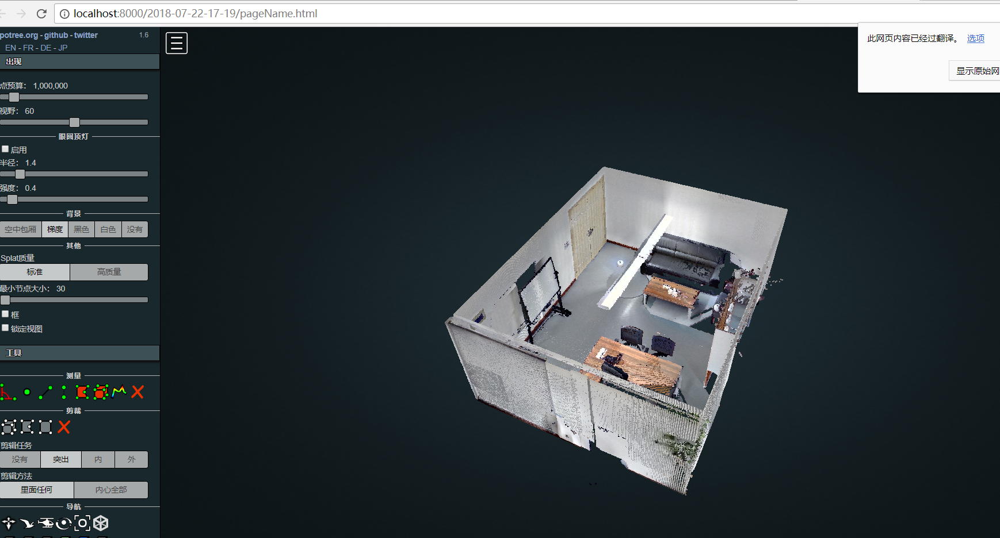 localhost:8000/2018-07-22-17-19/pageName.html
此网页内容已经过翻译。 选项
显示原始网
potree.org - github - twitter 1.6
EN - FR - DE - JP
出现
点预算： 1,000,000
视野： 60
眼圆顶灯
启用
半径： 1.4
强度： 0.4
背景
空中包厢 梯度 黑色 白色 没有
其他
Splat质量
标准 高质量
最小节点大小： 30
框
锁定视图
工具
测量
剪裁
剪辑任务
没有 突出 内 外
剪辑方法
里面任何 内心全部
导航